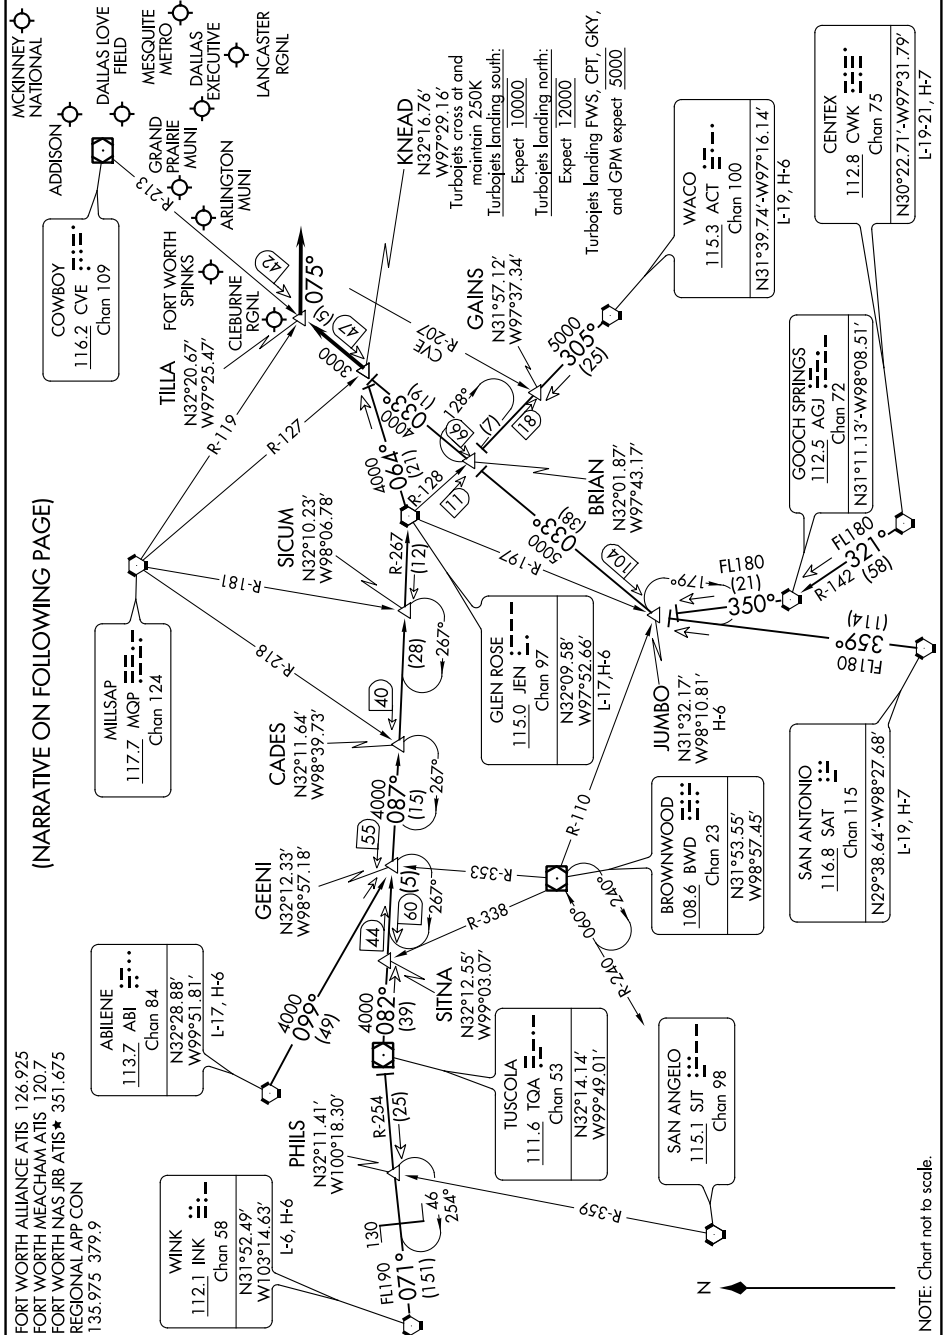 (NARRATIVE ON FOLLOWING PAGE)
FORT WORTH ALLIANCE ATIS 126.925
FORT WORTH MEACHAM ATIS 120.7
FORT WORTH NAS JRB ATIS★ 351.675
REGIONAL APP CON
135.975 379.9
WINK
112.1 INK
Chan 58
N31°52.49'
W103°14.63'
L-6, H-6
FL190
071°
(151)
130
46
254°
PHILS
N32°11.41'
W100°18.30'
R-254
(25)
R-359
SAN ANGELO
115.1 SJT
Chan 98
ABILENE
113.7 ABI
Chan 84
N32°28.88'
W99°51.81'
L-17, H-6
4000
099°
(49)
TUSCOLA
111.6 TQA
Chan 53
N32°14.14'
W99°49.01'
4000
082°
(39)
SITNA
N32°12.55'
W99°03.07'
44
60
(5)
267°
GEENI
N32°12.33'
W98°57.18'
55
4000
087°
(15)
267°
R-338
R-353
R-240
060°
240°
BROWNWOOD
108.6 BWD
Chan 23
N31°53.55'
W98°57.45'
R-110
CADES
N32°11.64'
W98°39.73'
40
(28)
267°
MILLSAP
117.7 MQP
Chan 124
R-218
R-181
R-127
R-119
SICUM
N32°10.23'
W98°06.78'
R-267
(12)
GLEN ROSE
115.0 JEN
Chan 97
N32°09.58'
W97°52.66'
L-17, H-6
4000
064°
(21)
R-128
11
R-197
JUMBO
N31°32.17'
W98°10.81'
H-6
104
5000
033°
(38)
179°
FL180
(21)
350°
FL180
359°
(114)
SAN ANTONIO
116.8 SAT
Chan 115
N29°38.64'-W98°27.68'
L-19, H-7
GOOCH SPRINGS
112.5 AGJ
Chan 72
N31°11.13'-W98°08.51'
FL180
321°
R-142
(58)
CENTEX
112.8 CWK
Chan 75
N30°22.71'-W97°31.79'
L-19-21, H-7
BRIAN
N32°01.87'
W97°43.17'
66
128°
(7)
18
4000
033°
(19)
GAINS
N31°57.12'
W97°37.34'
CVE
R-207
5000
305°
(25)
WACO
115.3 ACT
Chan 100
N31°39.74'-W97°16.14'
L-19, H-6
KNEAD
N32°16.76'
W97°29.16'
Turbojets cross at and
maintain 250K
Turbojets landing south:
Expect 10000
Turbojets landing north:
Expect 12000
Turbojets landing FWS, CPT, GKY,
and GPM expect 5000
3000
47
(5)
TILLA
N32°20.67'
W97°25.47'
075°
42
R-213
COWBOY
116.2 CVE
Chan 109
CLEBURNE
RGNL
FORT WORTH
SPINKS
ARLINGTON
MUNI
GRAND
PRAIRIE
MUNI
ADDISON
MCKINNEY
NATIONAL
DALLAS LOVE
FIELD
MESQUITE
METRO
DALLAS
EXECUTIVE
LANCASTER
RGNL
N
NOTE: Chart not to scale.